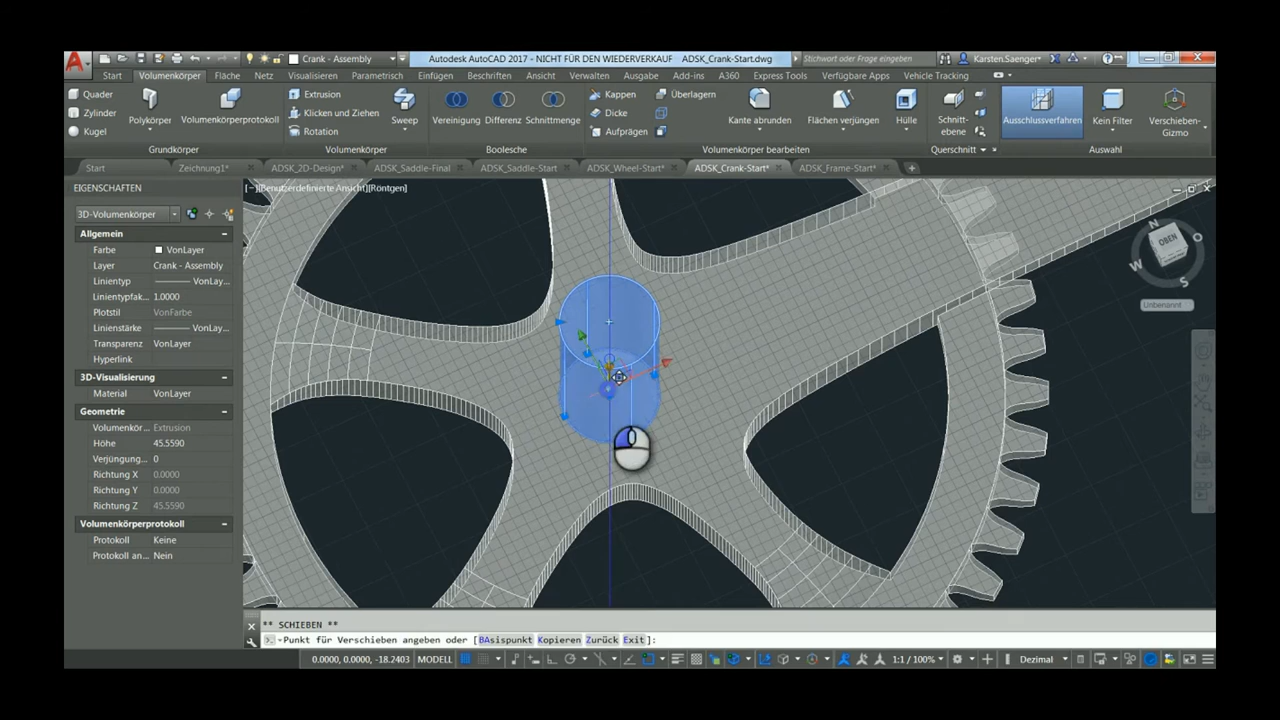 Crank - Assembly
Autodesk AutoCAD 2017 - NICHT FÜR DEN WIEDERVERKAUF ADSK_Crank-Start.dwg
Stichwort oder Frage eingeben
Karsten.Saenger
Start Volumenkörper Fläche Netz Visualisieren Parametrisch Einfügen Beschriften Ansicht Verwalten Ausgabe Add-ins A360 Express Tools Verfügbare Apps Vehicle Tracking
Quader
Zylinder
Kugel
Polykörper
Volumenkörperprotokoll
Extrusion
Klicken und Ziehen
Rotation
Sweep
Vereinigung Differenz Schnittmenge
Kappen
Dicke
Aufprägen
Überlagern
Kante abrunden
Flächen verjüngen
Hülle
Schnitt-
ebene
Ausschlussverfahren
Kein Filter
Verschieben-
Gizmo
Grundkörper Volumenkörper Boolesche Volumenkörper bearbeiten Querschnitt Auswahl
Start Zeichnung1* ADSK_2D-Design* ADSK_Saddle-Final ADSK_Saddle-Start ADSK_Wheel-Start* ADSK_Crank-Start* ADSK_Frame-Start*
EIGENSCHAFTEN
[−][Benutzerdefinierte Ansicht][Röntgen]
3D-Volumenkörper
Allgemein
Farbe VonLayer
Layer Crank - Assembly
Linientyp VonLay...
Linientypfak... 1.0000
Plotstil VonFarbe
Linienstärke VonLay...
Transparenz VonLayer
Hyperlink
3D-Visualisierung
Material VonLayer
Geometrie
Volumenkör... Extrusion
Höhe 45.5590
Verjüngung... 0
Richtung X 0.0000
Richtung Y 0.0000
Richtung Z 45.5590
Volumenkörperprotokoll
Protokoll Keine
Protokoll an... Nein
N
OBEN
O
W
S
Unbenannt
** SCHIEBEN **
Punkt für Verschieben angeben oder [BAsispunkt Kopieren Zurück Exit]:
0.0000, 0.0000, -18.2403 MODELL
1:1 / 100%
Dezimal